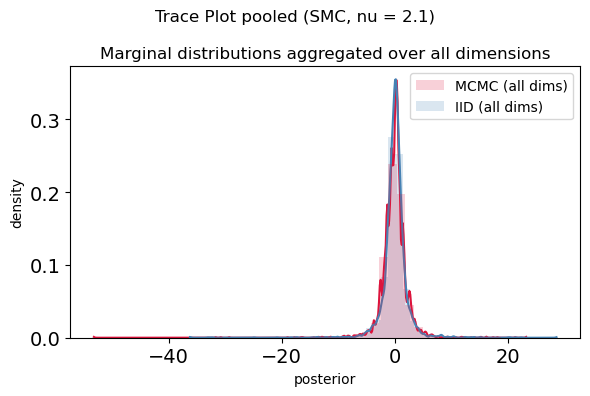 Trace Plot pooled (SMC, nu = 2.1)
Marginal distributions aggregated over all dimensions
MCMC (all dims)
IID (all dims)
density
0.3
0.2
0.1
0.0
−40
−20
0
20
posterior